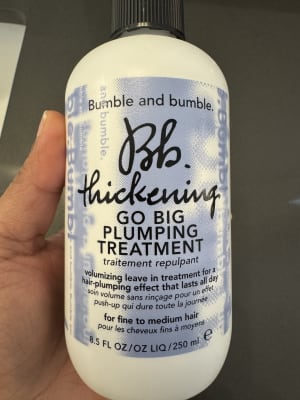 Bumble and bumble.
Bb.
thickening
GO BIG
PLUMPING
TREATMENT
traitement repulpant
volumizing leave in treatment for a
hair-plumping effect that lasts all day
soin volume sans rinçage pour un effet
push-up qui dure toute la journée
for fine to medium hair
pour les cheveux fins à moyens
8.5 FL OZ/OZ LIQ/250 ml e
and bumble.